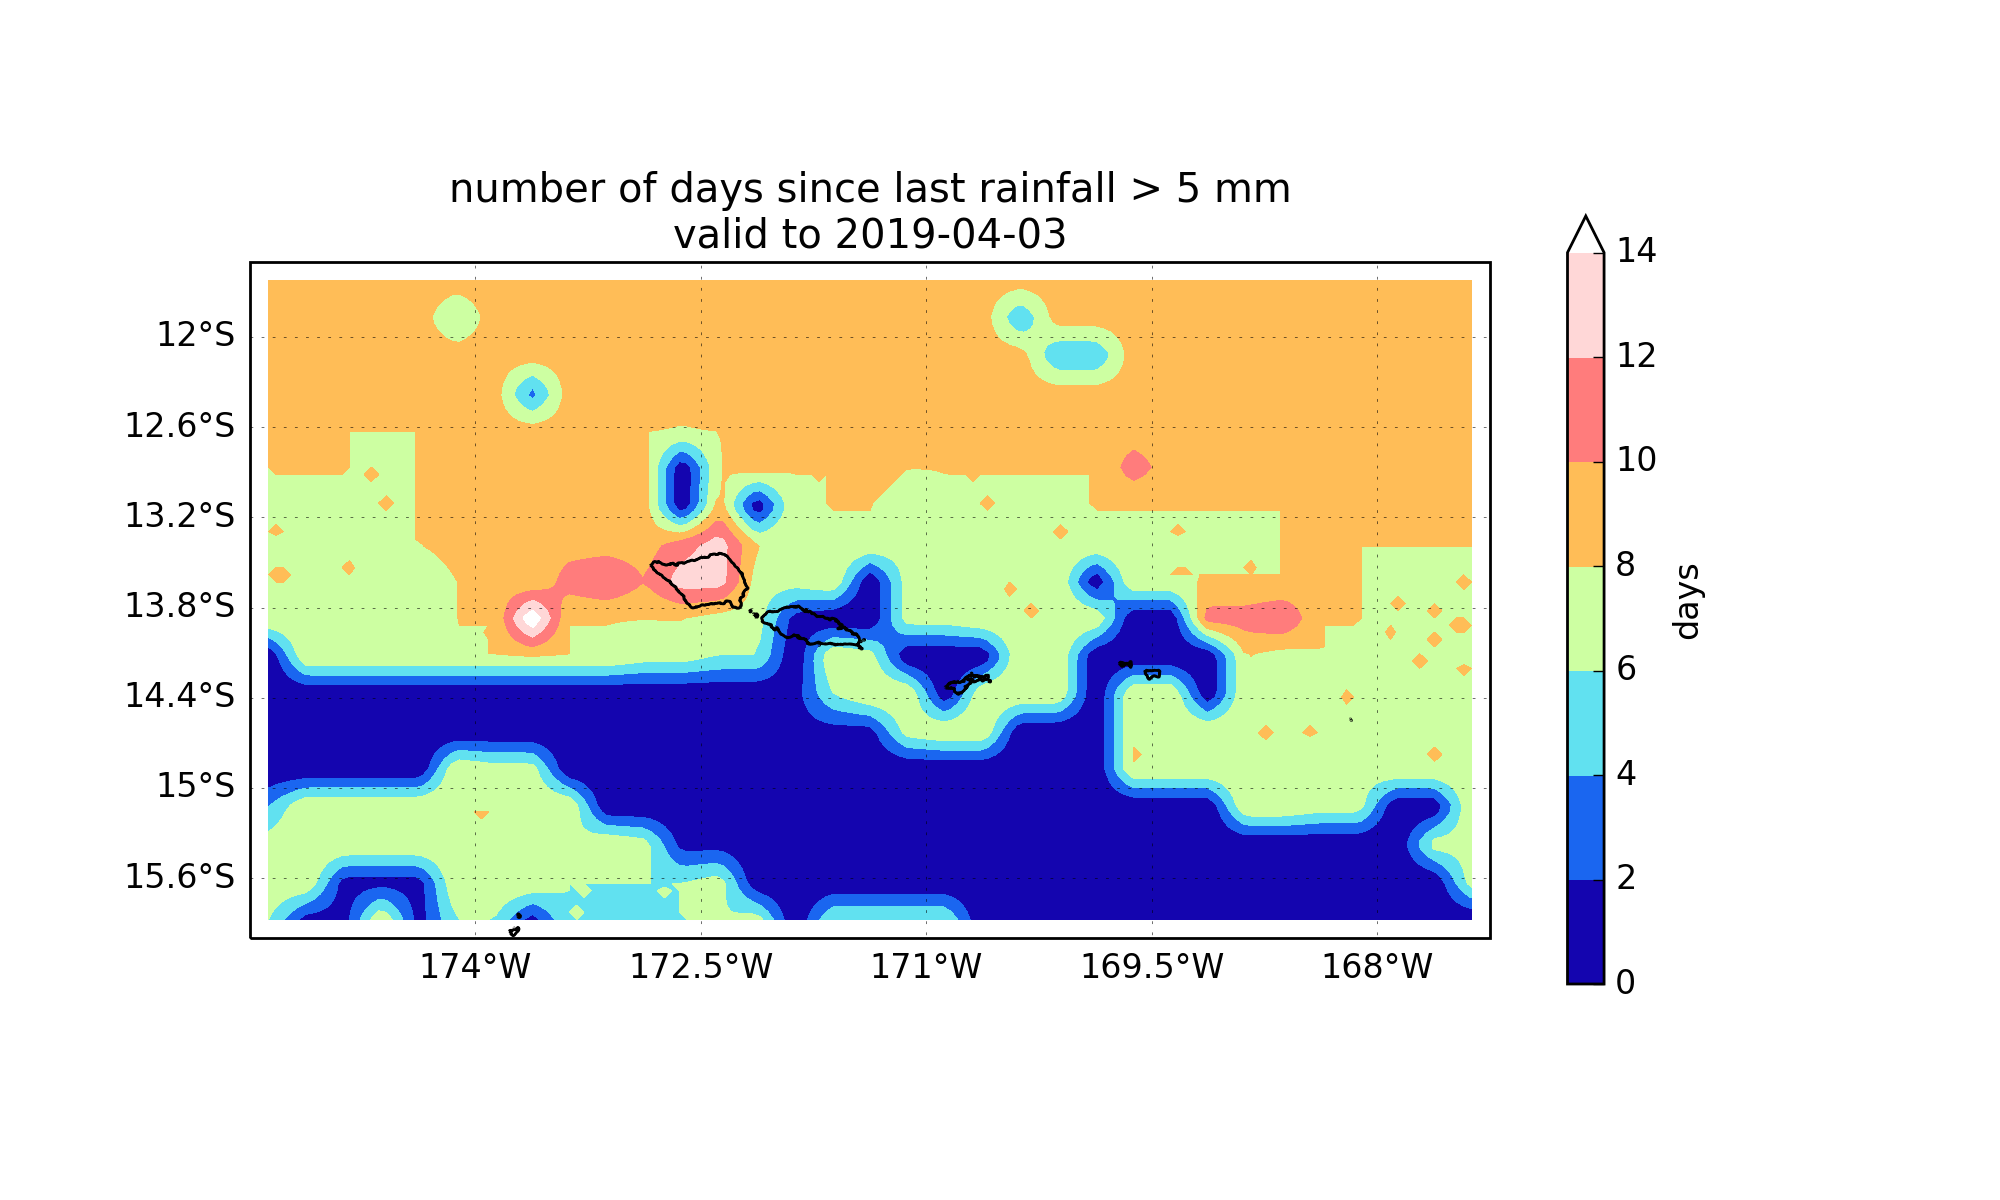 number of days since last rainfall > 5 mm
valid to 2019-04-03
12°S
12.6°S
13.2°S
13.8°S
14.4°S
15°S
15.6°S
174°W
172.5°W
171°W
169.5°W
168°W
14
12
10
8
6
4
2
0
days